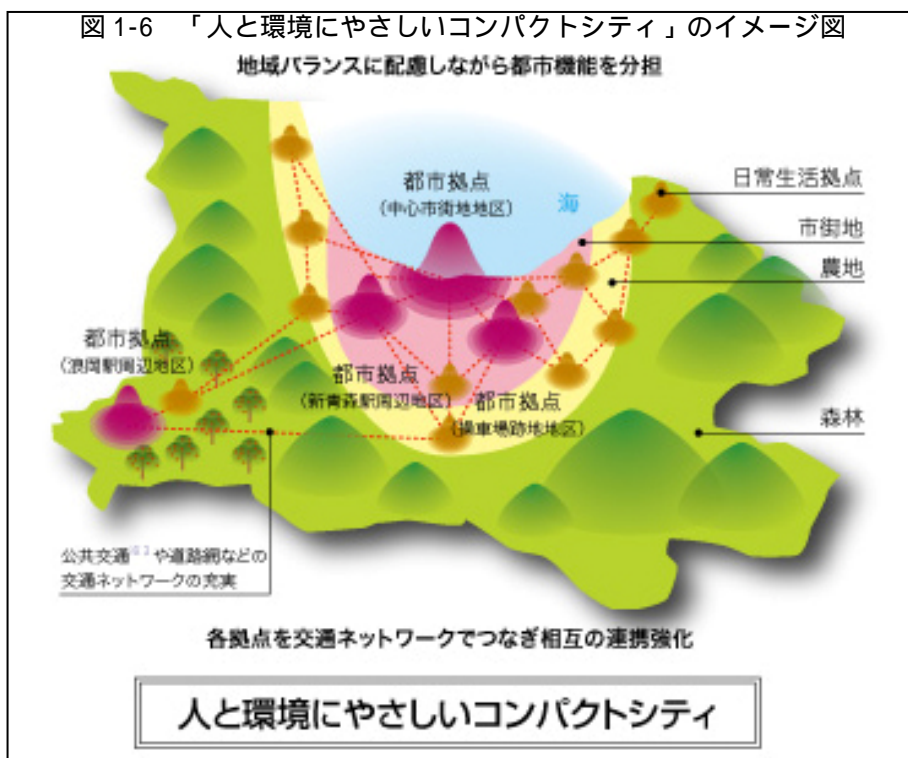 図1-6 「人と環境にやさしいコンパクトシティ」のイメージ図
地域バランスに配慮しながら都市機能を分担
都市拠点
(中心市街地地区)
海
日常生活拠点
市街地
農地
都市拠点
(浪岡駅周辺地区)
都市拠点
(新青森駅周辺地区)
都市拠点
(操車場跡地地区)
森林
公共交通や道路網などの
交通ネットワークの充実
各拠点を交通ネットワークでつなぎ相互の連携強化
人と環境にやさしいコンパクトシティ